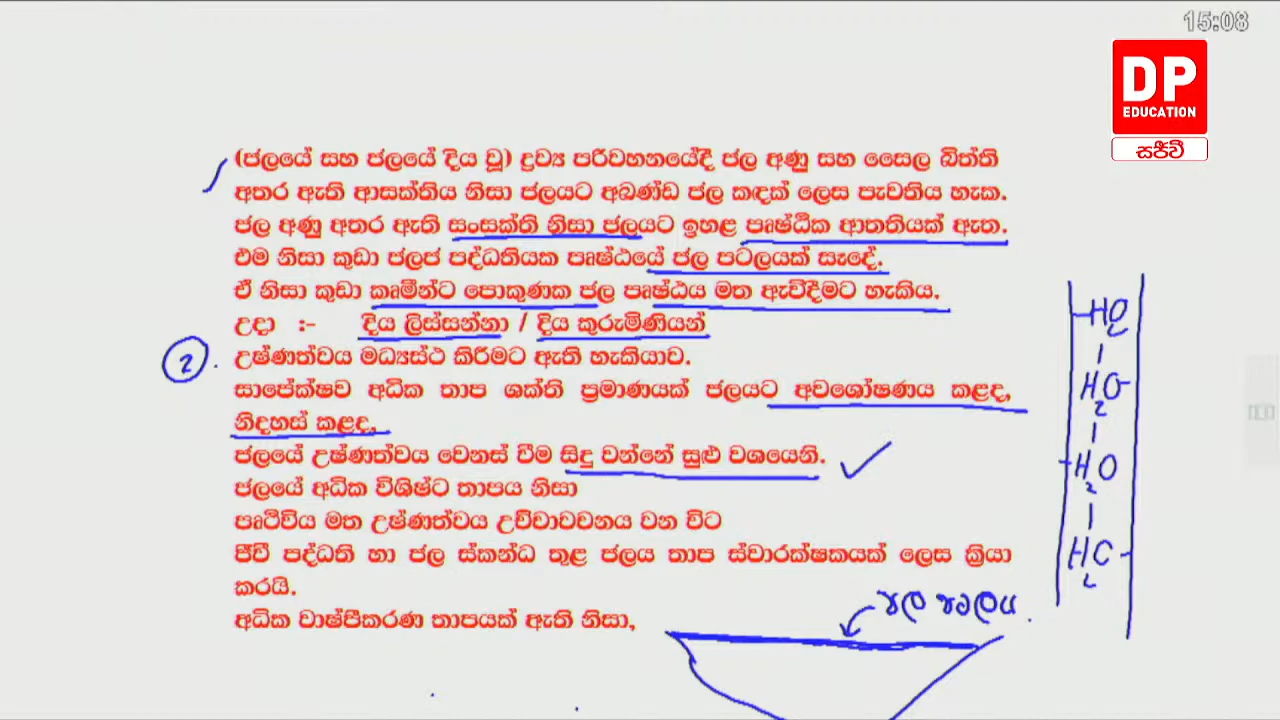 15:08
DP
EDUCATION
සජීවී
(ජලයේ සහ ජලයේ දිය වූ) ද්‍රව්‍ය පරිවහනයේදී ජල අණු සහ සෛල බිත්ති
අතර ඇති ආසක්තිය නිසා ජලයට අඛණ්ඩ ජල කඳක් ලෙස පැවතිය හැක.
ජල අණු අතර ඇති සංසක්ති නිසා ජලයට ඉහළ පෘෂ්ඨික ආතතියක් ඇත.
එම නිසා කුඩා ජලජ පද්ධතියක පෘෂ්ඨයේ ජල පටලයක් සෑදේ.
ඒ නිසා කුඩා කෘමීන්ට පොකුණක ජල පෘෂ්ඨය මත ඇවිදීමට හැකිය.
උදා :- දිය ලිස්සන්නා / දිය කුරුමිණියන්
2. උෂ්ණත්වය මධ්‍යස්ථ කිරීමට ඇති හැකියාව.
සාපේක්ෂව අධික තාප ශක්ති ප්‍රමාණයක් ජලයට අවශෝෂණය කළද,
නිදහස් කළද,
ජලයේ උෂ්ණත්වය වෙනස් වීම සිදු වන්නේ සුළු වශයෙනි.
ජලයේ අධික විශිෂ්ට තාපය නිසා
පෘථිවිය මත උෂ්ණත්වය උච්චාවචනය වන විට
ජීවී පද්ධති හා ජල ස්කන්ධ තුළ ජලය තාප ස්වාරක්ෂකයක් ලෙස ක්‍රියා
කරයි.
අධික වාෂ්පීකරණ තාපයක් ඇති නිසා,
ජල පටලය
H2O
H2O
H2O